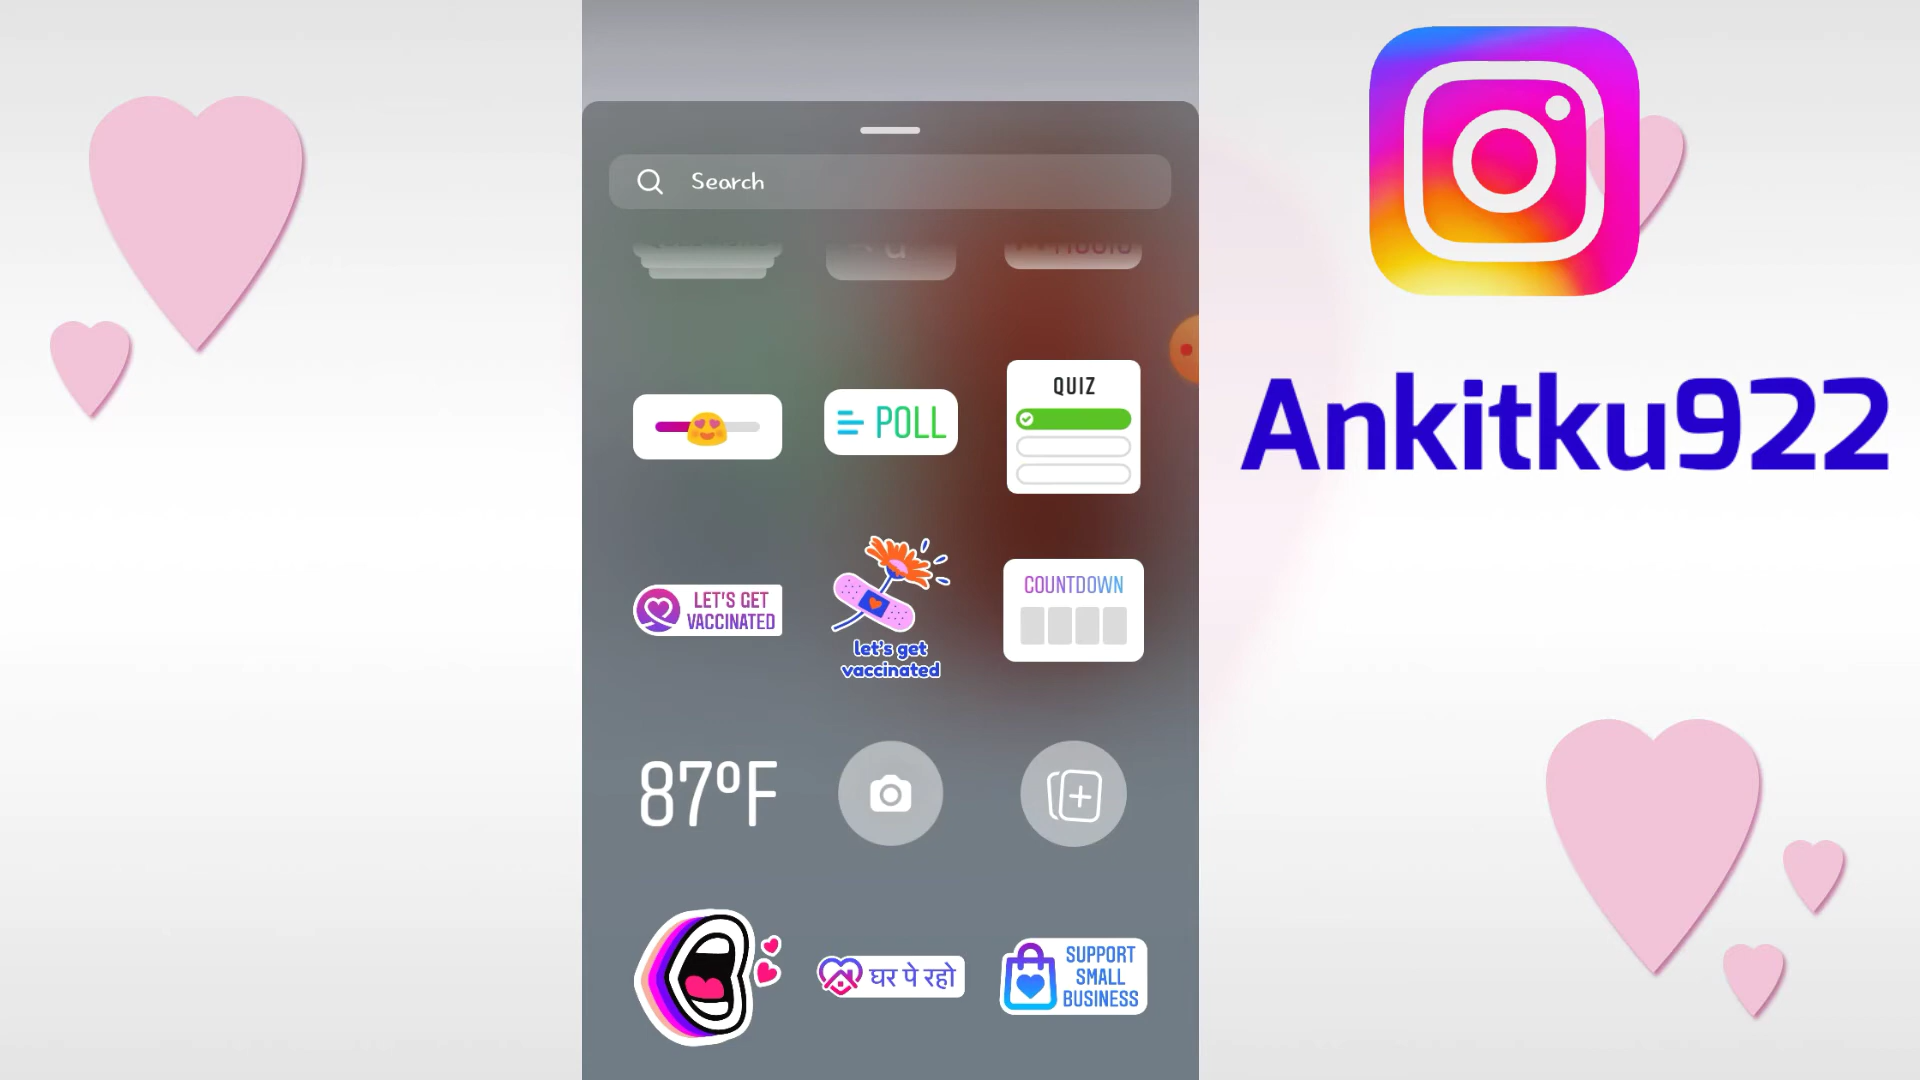 Search
Ankitku922
POLL
QUIZ
LET'S GET
VACCINATED
let's get
vaccinated
COUNTDOWN
87°F
घर पे रहो
SUPPORT
SMALL
BUSINESS